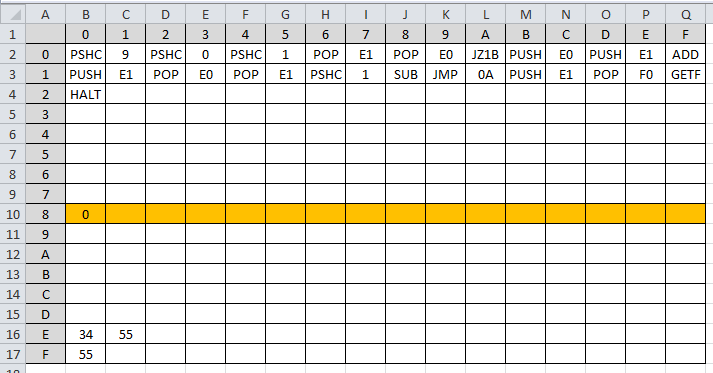 A B C D E F G H I J K L M N O P Q
1 0 1 2 3 4 5 6 7 8 9 A B C D E F
2 0 PSHC 9 PSHC 0 PSHC 1 POP E1 POP E0 JZ1B PUSH E0 PUSH E1 ADD
3 1 PUSH E1 POP E0 POP E1 PSHC 1 SUB JMP 0A PUSH E1 POP F0 GETF
4 2 HALT
5 3
6 4
7 5
8 6
9 7
10 8 0
11 9
12 A
13 B
14 C
15 D
16 E 34 55
17 F 55